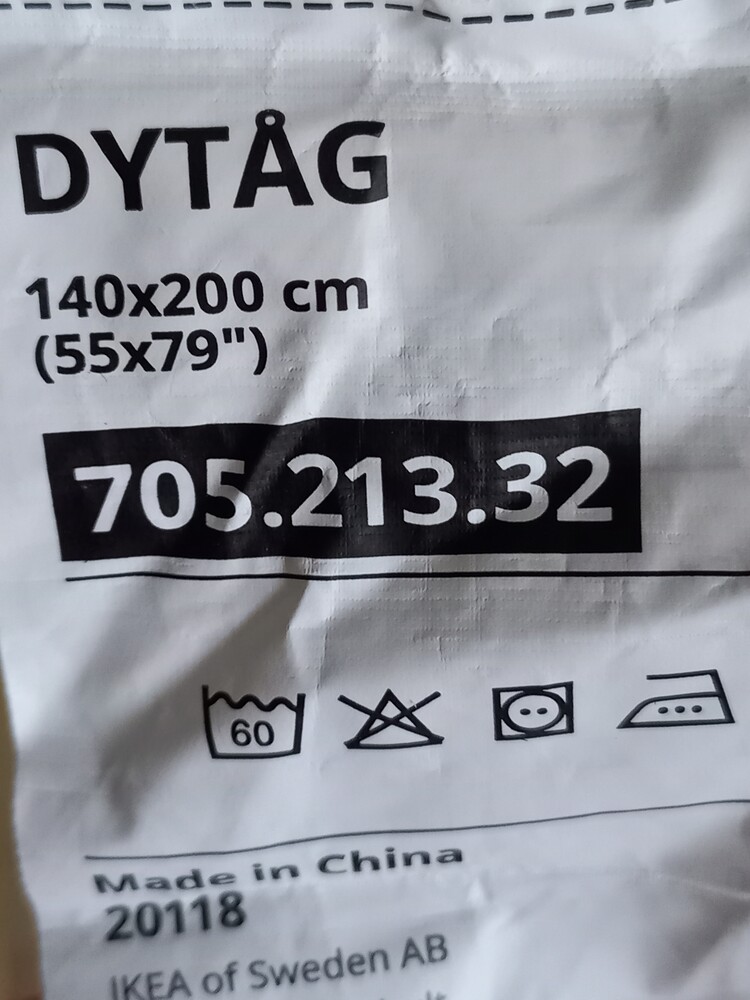 DYTÅG
140x200 cm
(55x79")
705.213.32
60
Made in China
20118
IKEA of Sweden AB